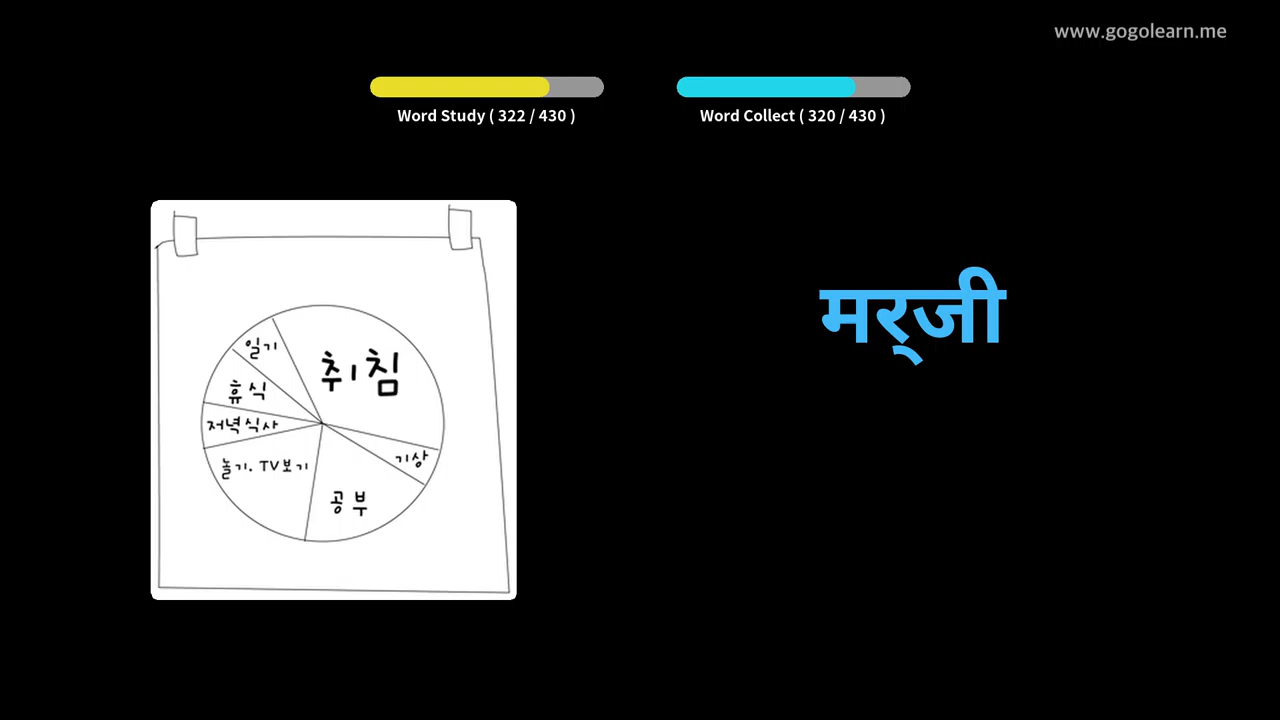 www.gogolearn.me
Word Study ( 322 / 430 )
Word Collect ( 320 / 430 )
मर्‌जी
일기
취침
휴식
저녁식사
놀기. TV보기
기상
공부